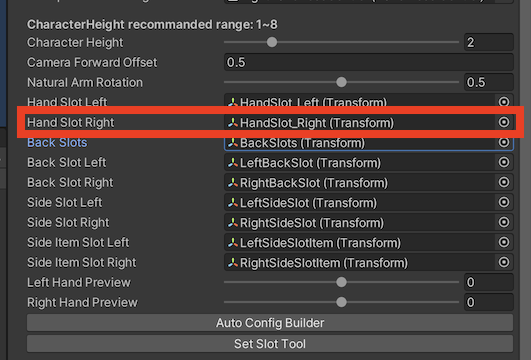 CharacterHeight recommanded range: 1~8
Character Height 2
Camera Forward Offset 0.5
Natural Arm Rotation 0.5
Hand Slot Left HandSlot_Left (Transform)
Hand Slot Right HandSlot_Right (Transform)
Back Slots BackSlots (Transform)
Back Slot Left LeftBackSlot (Transform)
Back Slot Right RightBackSlot (Transform)
Side Slot Left LeftSideSlot (Transform)
Side Slot Right RightSideSlot (Transform)
Side Item Slot Left LeftSideSlotItem (Transform)
Side Item Slot Right RightSideSlotItem (Transform)
Left Hand Preview 0
Right Hand Preview 0
Auto Config Builder
Set Slot Tool